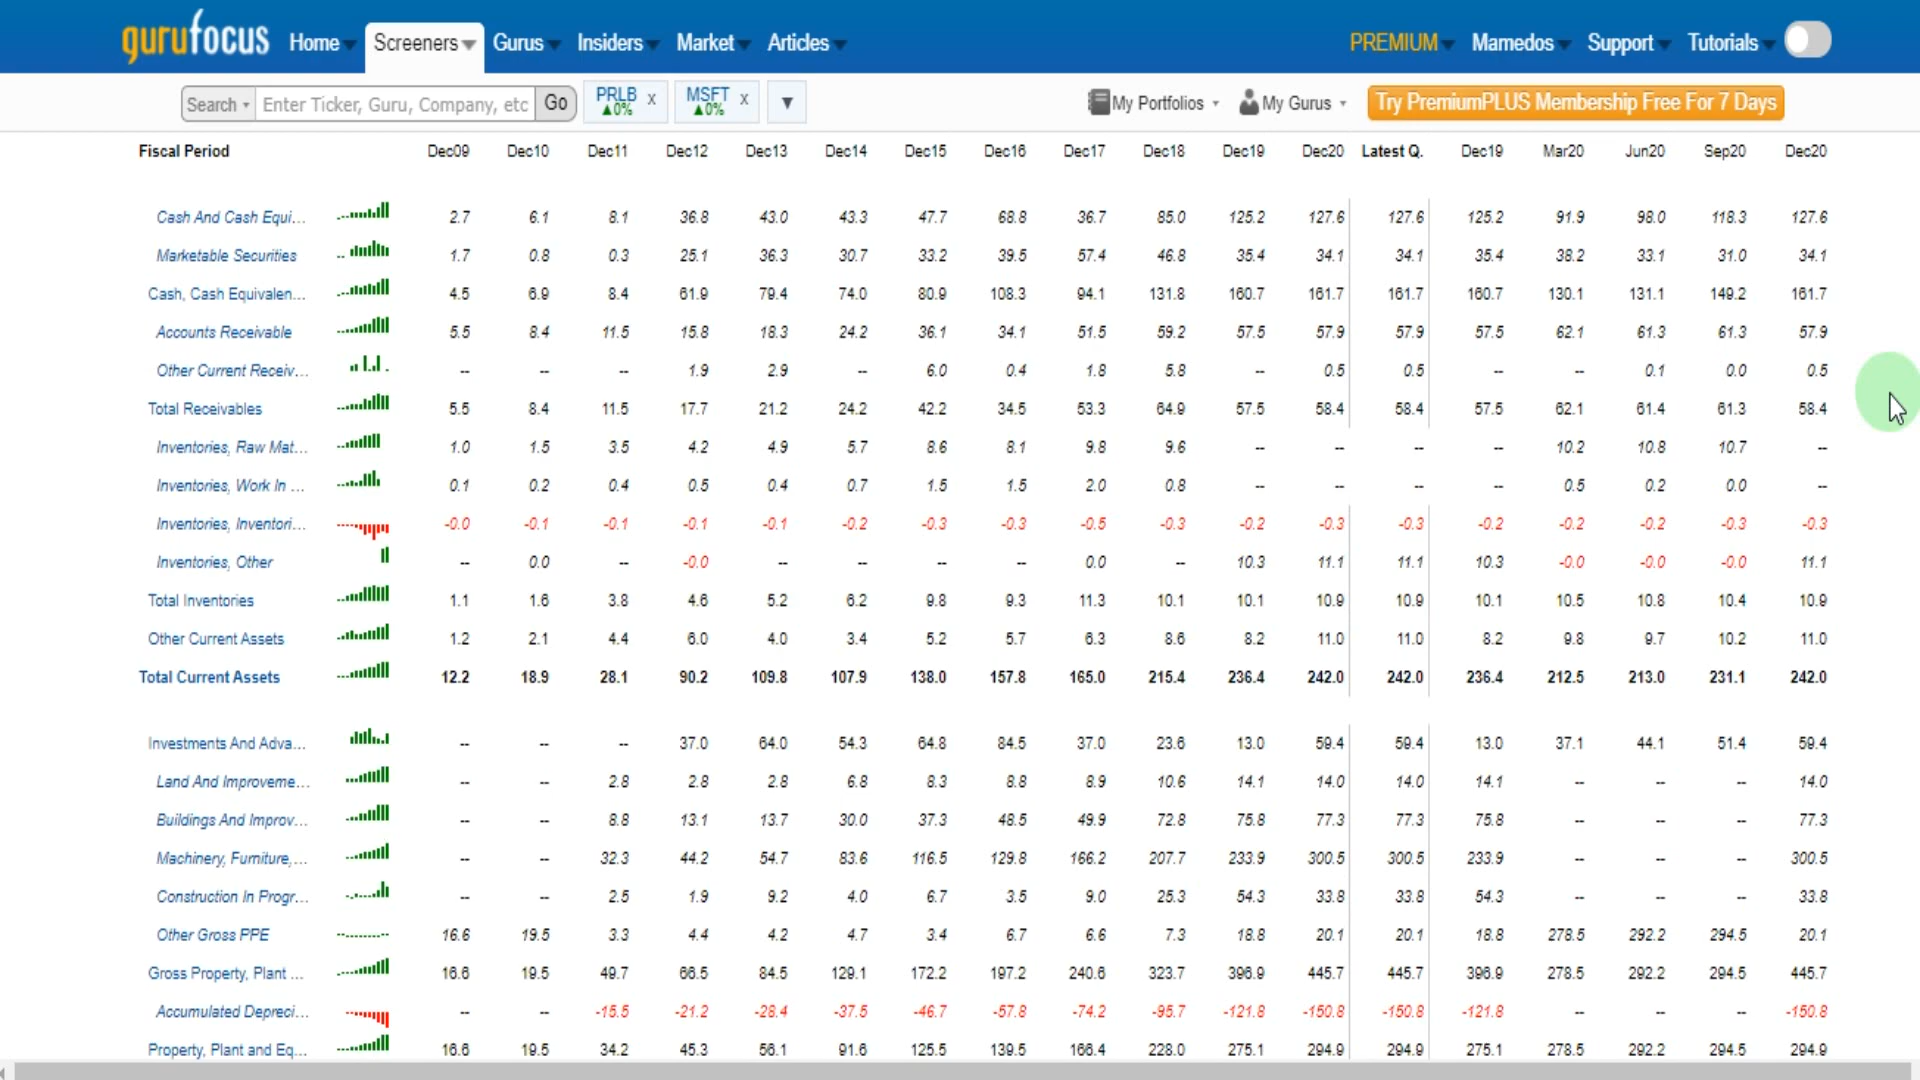 gurufocus Home Screeners Gurus Insiders Market Articles PREMIUM Mamedos Support Tutorials
Search Enter Ticker, Guru, Company, etc Go PRLB x 0% MSFT x 0% My Portfolios My Gurus Try PremiumPLUS Membership Free For 7 Days
Fiscal Period Dec09 Dec10 Dec11 Dec12 Dec13 Dec14 Dec15 Dec16 Dec17 Dec18 Dec19 Dec20 Latest Q. Dec19 Mar20 Jun20 Sep20 Dec20
Cash And Cash Equi... 2.7 6.1 8.1 36.8 43.0 43.3 47.7 68.8 36.7 85.0 125.2 127.6 127.6 125.2 91.9 98.0 118.3 127.6
Marketable Securities 1.7 0.8 0.3 25.1 36.3 30.7 33.2 39.5 57.4 46.8 35.4 34.1 34.1 35.4 38.2 33.1 31.0 34.1
Cash, Cash Equivalen... 4.5 6.9 8.4 61.9 79.4 74.0 80.9 108.3 94.1 131.8 160.7 161.7 161.7 160.7 130.1 131.1 149.2 161.7
Accounts Receivable 5.5 8.4 11.5 15.8 18.3 24.2 36.1 34.1 51.5 59.2 57.5 57.9 57.9 57.5 62.1 61.3 61.3 57.9
Other Current Receiv... -- -- -- 1.9 2.9 -- 6.0 0.4 1.8 5.8 -- 0.5 0.5 -- -- 0.1 0.0 0.5
Total Receivables 5.5 8.4 11.5 17.7 21.2 24.2 42.2 34.5 53.3 64.9 57.5 58.4 58.4 57.5 62.1 61.4 61.3 58.4
Inventories, Raw Mat... 1.0 1.5 3.5 4.2 4.9 5.7 8.6 8.1 9.8 9.6 -- -- -- -- 10.2 10.8 10.7 --
Inventories, Work In ... 0.1 0.2 0.4 0.5 0.4 0.7 1.5 1.5 2.0 0.8 -- -- -- -- 0.5 0.2 0.0 --
Inventories, Inventori... -0.0 -0.1 -0.1 -0.1 -0.1 -0.2 -0.3 -0.3 -0.5 -0.3 -0.2 -0.3 -0.3 -0.2 -0.2 -0.2 -0.3 -0.3
Inventories, Other -- 0.0 -- -0.0 -- -- -- -- 0.0 -- 10.3 11.1 11.1 10.3 -0.0 -0.0 -0.0 11.1
Total Inventories 1.1 1.6 3.8 4.6 5.2 6.2 9.8 9.3 11.3 10.1 10.1 10.9 10.9 10.1 10.5 10.8 10.4 10.9
Other Current Assets 1.2 2.1 4.4 6.0 4.0 3.4 5.2 5.7 6.3 8.6 8.2 11.0 11.0 8.2 9.8 9.7 10.2 11.0
Total Current Assets 12.2 18.9 28.1 90.2 109.8 107.9 138.0 157.8 165.0 215.4 236.4 242.0 242.0 236.4 212.5 213.0 231.1 242.0
Investments And Adva... -- -- -- 37.0 64.0 54.3 64.8 84.5 37.0 23.6 13.0 59.4 59.4 13.0 37.1 44.1 51.4 59.4
Land And Improveme... -- -- 2.8 2.8 2.8 6.8 8.3 8.8 8.9 10.6 14.1 14.0 14.0 14.1 -- -- -- 14.0
Buildings And Improv... -- -- 8.8 13.1 13.7 30.0 37.3 48.5 49.9 72.8 75.8 77.3 77.3 75.8 -- -- -- 77.3
Machinery, Furniture,... -- -- 32.3 44.2 54.7 83.6 116.5 129.8 166.2 207.7 233.9 300.5 300.5 233.9 -- -- -- 300.5
Construction In Progr... -- -- 2.5 1.9 9.2 4.0 6.7 3.5 9.0 25.3 54.3 33.8 33.8 54.3 -- -- -- 33.8
Other Gross PPE 16.6 19.5 3.3 4.4 4.2 4.7 3.4 6.7 6.6 7.3 18.8 20.1 20.1 18.8 278.5 292.2 294.5 20.1
Gross Property, Plant ... 16.6 19.5 49.7 66.5 84.5 129.1 172.2 197.2 240.6 323.7 396.9 445.7 445.7 396.9 278.5 292.2 294.5 445.7
Accumulated Depreci... -- -- -15.5 -21.2 -28.4 -37.5 -46.7 -57.8 -74.2 -95.7 -121.8 -150.8 -150.8 -121.8 -- -- -- -150.8
Property, Plant and Eq... 16.6 19.5 34.2 45.3 56.1 91.6 125.5 139.5 166.4 228.0 275.1 294.9 294.9 275.1 278.5 292.2 294.5 294.9